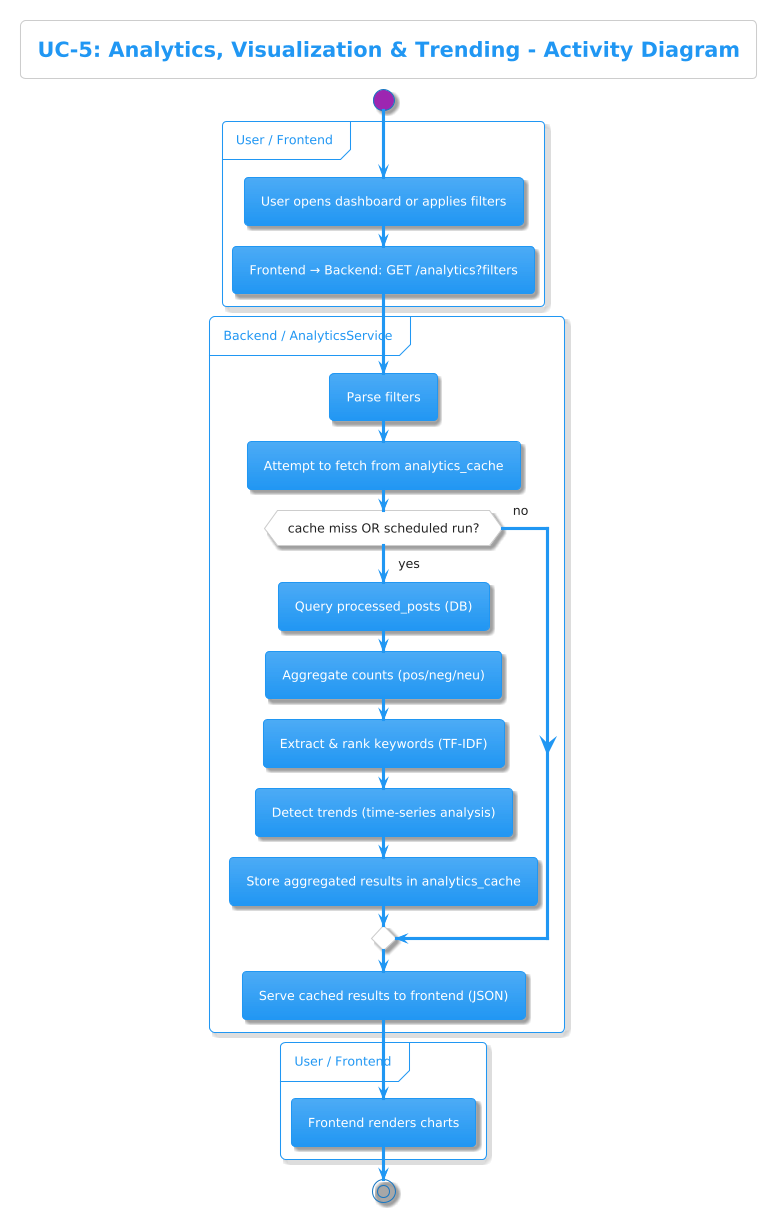 UC-5: Analytics, Visualization & Trending - Activity Diagram
User / Frontend
User opens dashboard or applies filters
Frontend → Backend: GET /analytics?filters
Backend / AnalyticsService
Parse filters
Attempt to fetch from analytics_cache
cache miss OR scheduled run?
no
yes
Query processed_posts (DB)
Aggregate counts (pos/neg/neu)
Extract & rank keywords (TF-IDF)
Detect trends (time-series analysis)
Store aggregated results in analytics_cache
Serve cached results to frontend (JSON)
User / Frontend
Frontend renders charts